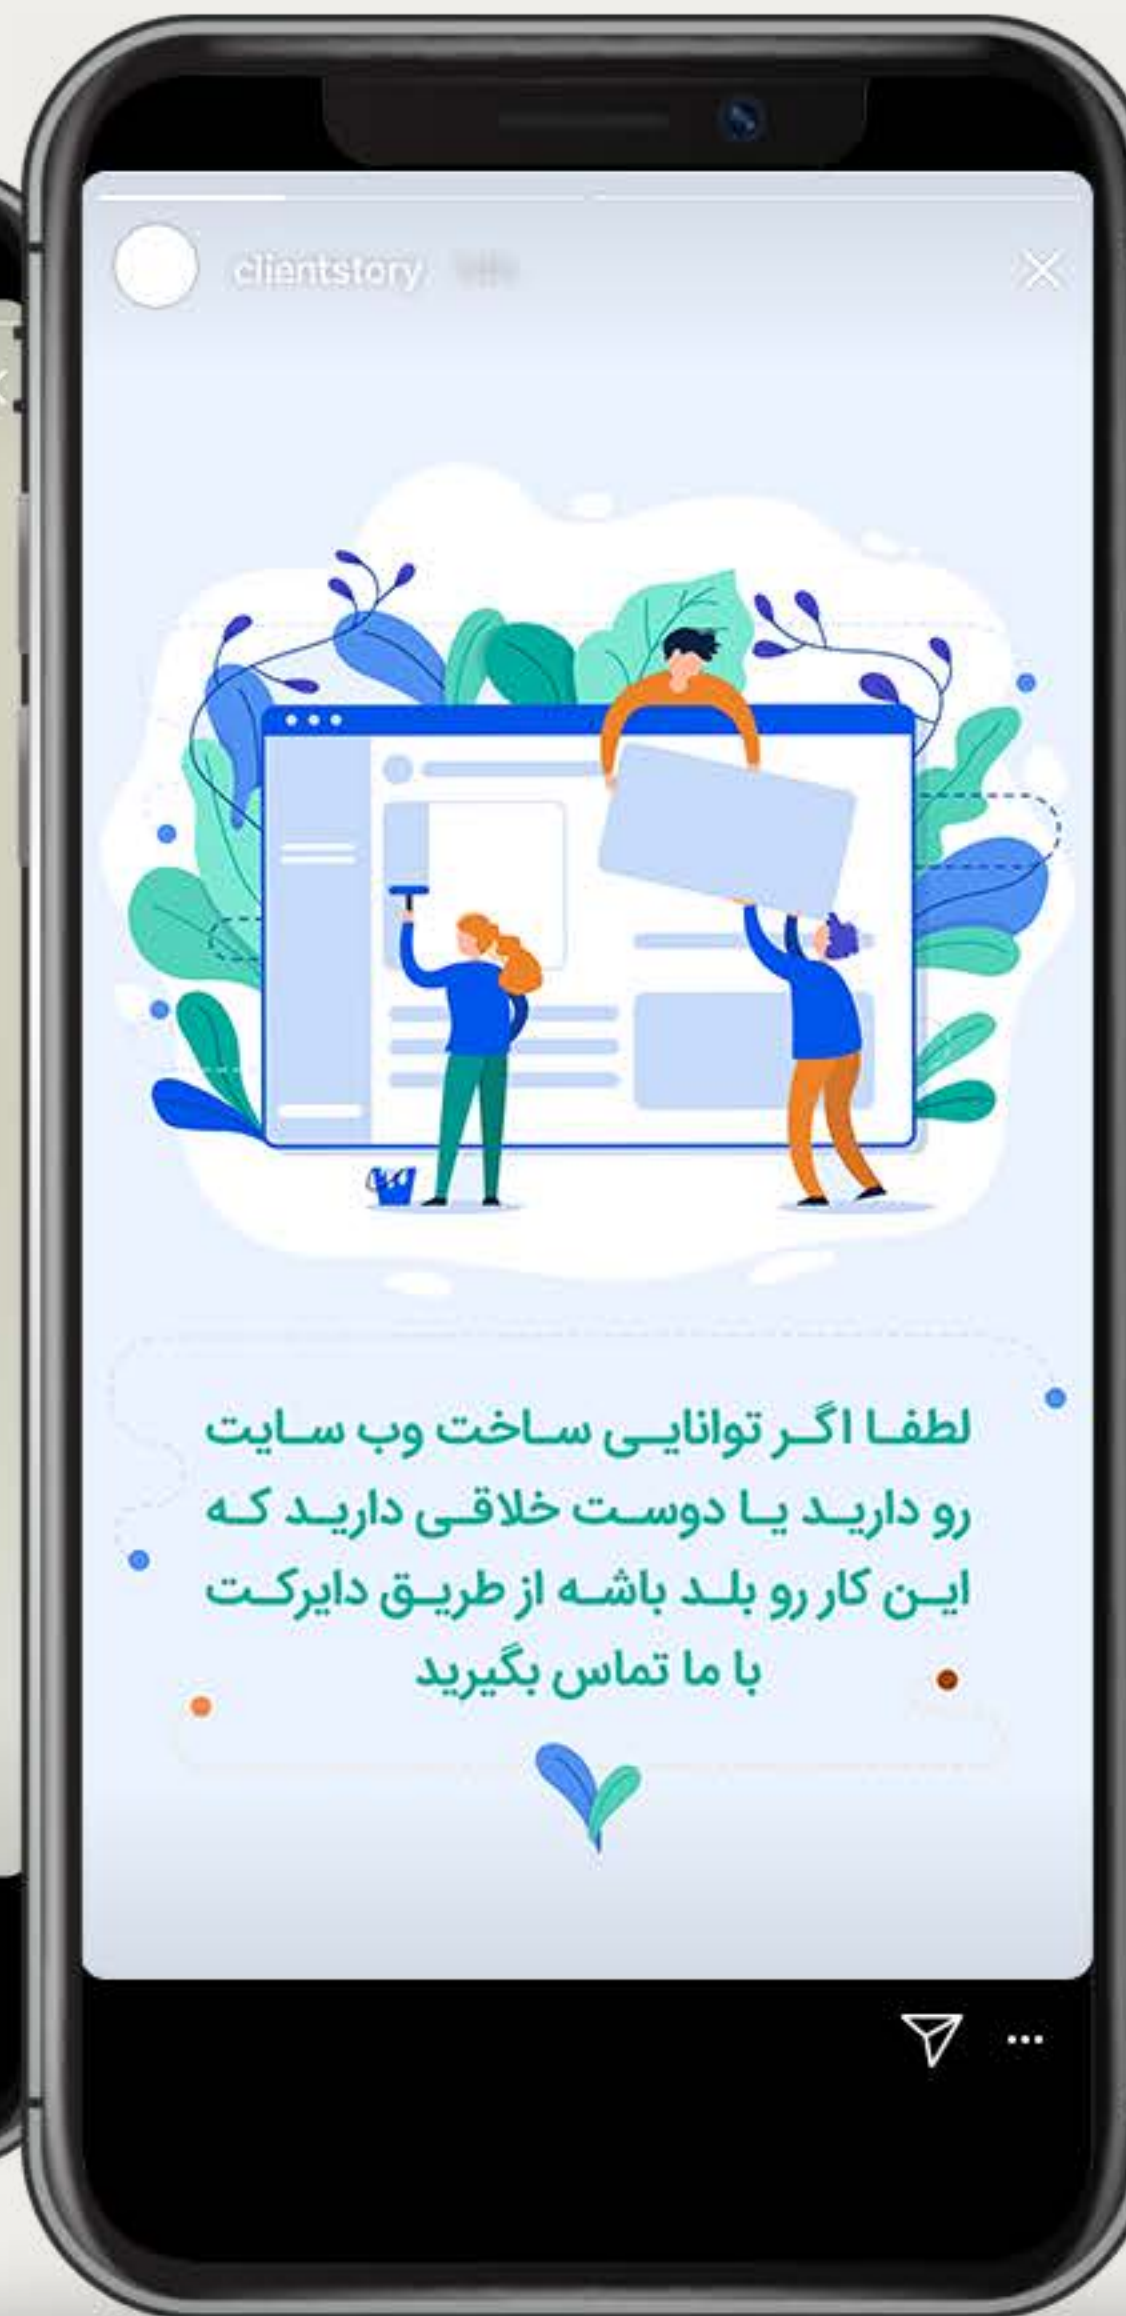 clientstory
لطفا اگر توانایی ساخت وب سایت
رو دارید یا دوست خلاقی دارید که
این کار رو بلد باشه از طریق دایرکت
با ما تماس بگیرید